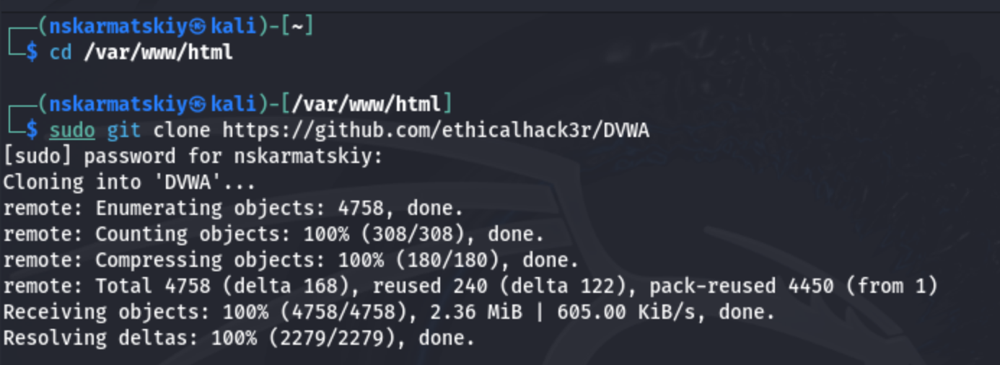 ┌──(nskarmatskiy㉿kali)-[~]
└─$ cd /var/www/html
┌──(nskarmatskiy㉿kali)-[/var/www/html]
└─$ sudo git clone https://github.com/ethicalhack3r/DVWA
[sudo] password for nskarmatskiy:
Cloning into 'DVWA'...
remote: Enumerating objects: 4758, done.
remote: Counting objects: 100% (308/308), done.
remote: Compressing objects: 100% (180/180), done.
remote: Total 4758 (delta 168), reused 240 (delta 122), pack-reused 4450 (from 1)
Receiving objects: 100% (4758/4758), 2.36 MiB | 605.00 KiB/s, done.
Resolving deltas: 100% (2279/2279), done.